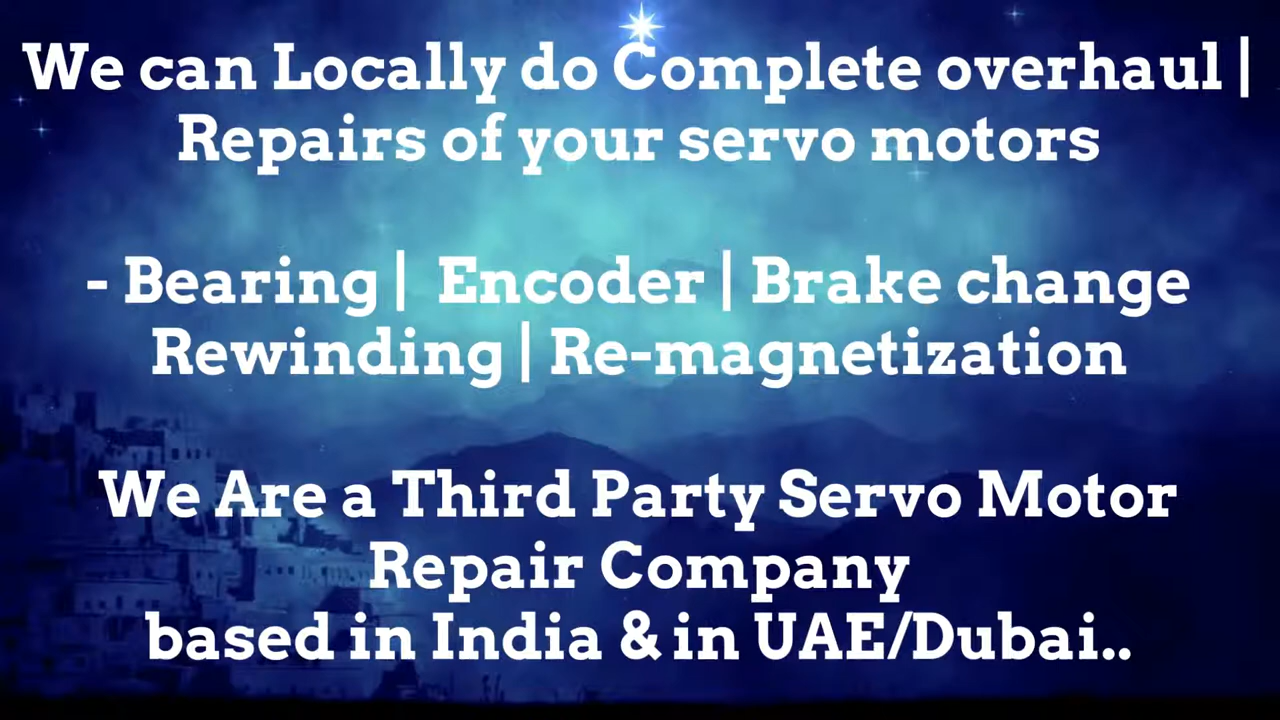 We can Locally do Complete overhaul |
Repairs of your servo motors
- Bearing | Encoder | Brake change
Rewinding | Re-magnetization
We Are a Third Party Servo Motor
Repair Company
based in India & in UAE/Dubai..